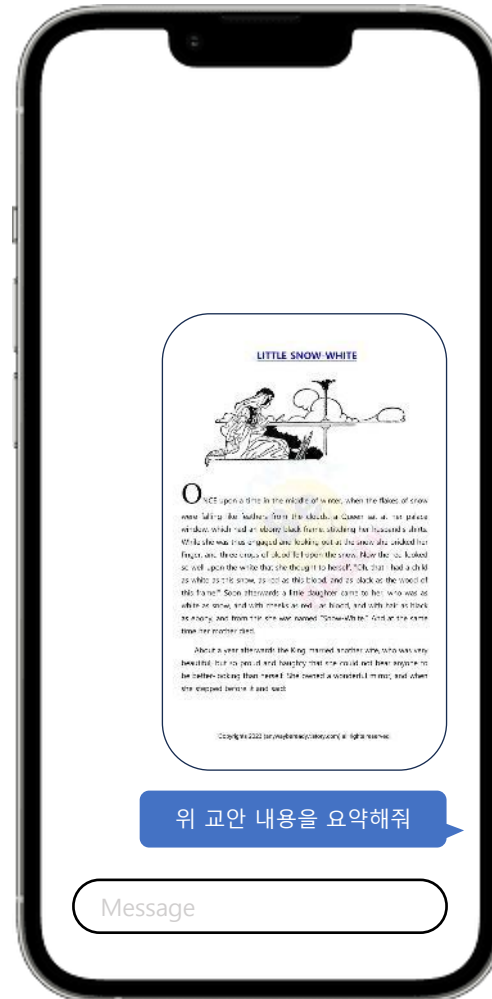 LITTLE SNOW-WHITE
ONCE upon a time in the middle of winter, when the flakes of snow
were falling like feathers from the clouds, a Queen sat at her palace
window, which had an ebony black frame, stitching her husband's shirts.
While she was thus engaged and looking out at the snow she pricked her
finger, and three drops of blood fell upon the snow. Now the red looked
so well upon the white that she thought to herself, "Oh, that I had a child
as white as this snow, as red as this blood, and as black as the wood of
this frame!" Soon afterwards a little daughter came to her, who was as
white as snow, and with cheeks as red as blood, and with hair as black
as ebony, and from this she was named "Snow-White." And at the same
time her mother died.
About a year afterwards the King married another wife, who was very
beautiful, but so proud and haughty that she could not bear anyone to
be better-looking than herself. She owned a wonderful mirror, and when
she stepped before it and said:
Copyrights 2023 (anywaybereadyvictory.com) all rights reserved
위 교안 내용을 요약해줘
Message